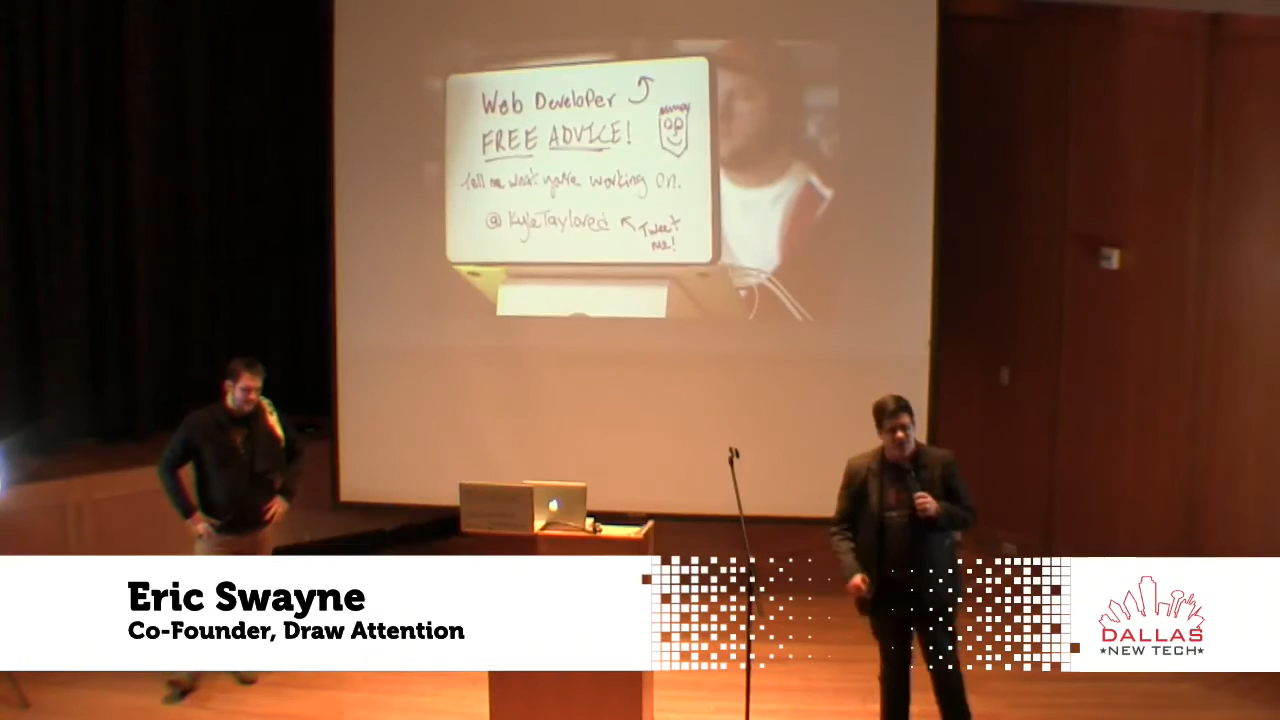 Web Developer
FREE ADVICE!
Tell me what you're working on.
@KyleTaylored
Tweet
me!
Eric Swayne
Co-Founder, Draw Attention
DALLAS
NEW TECH